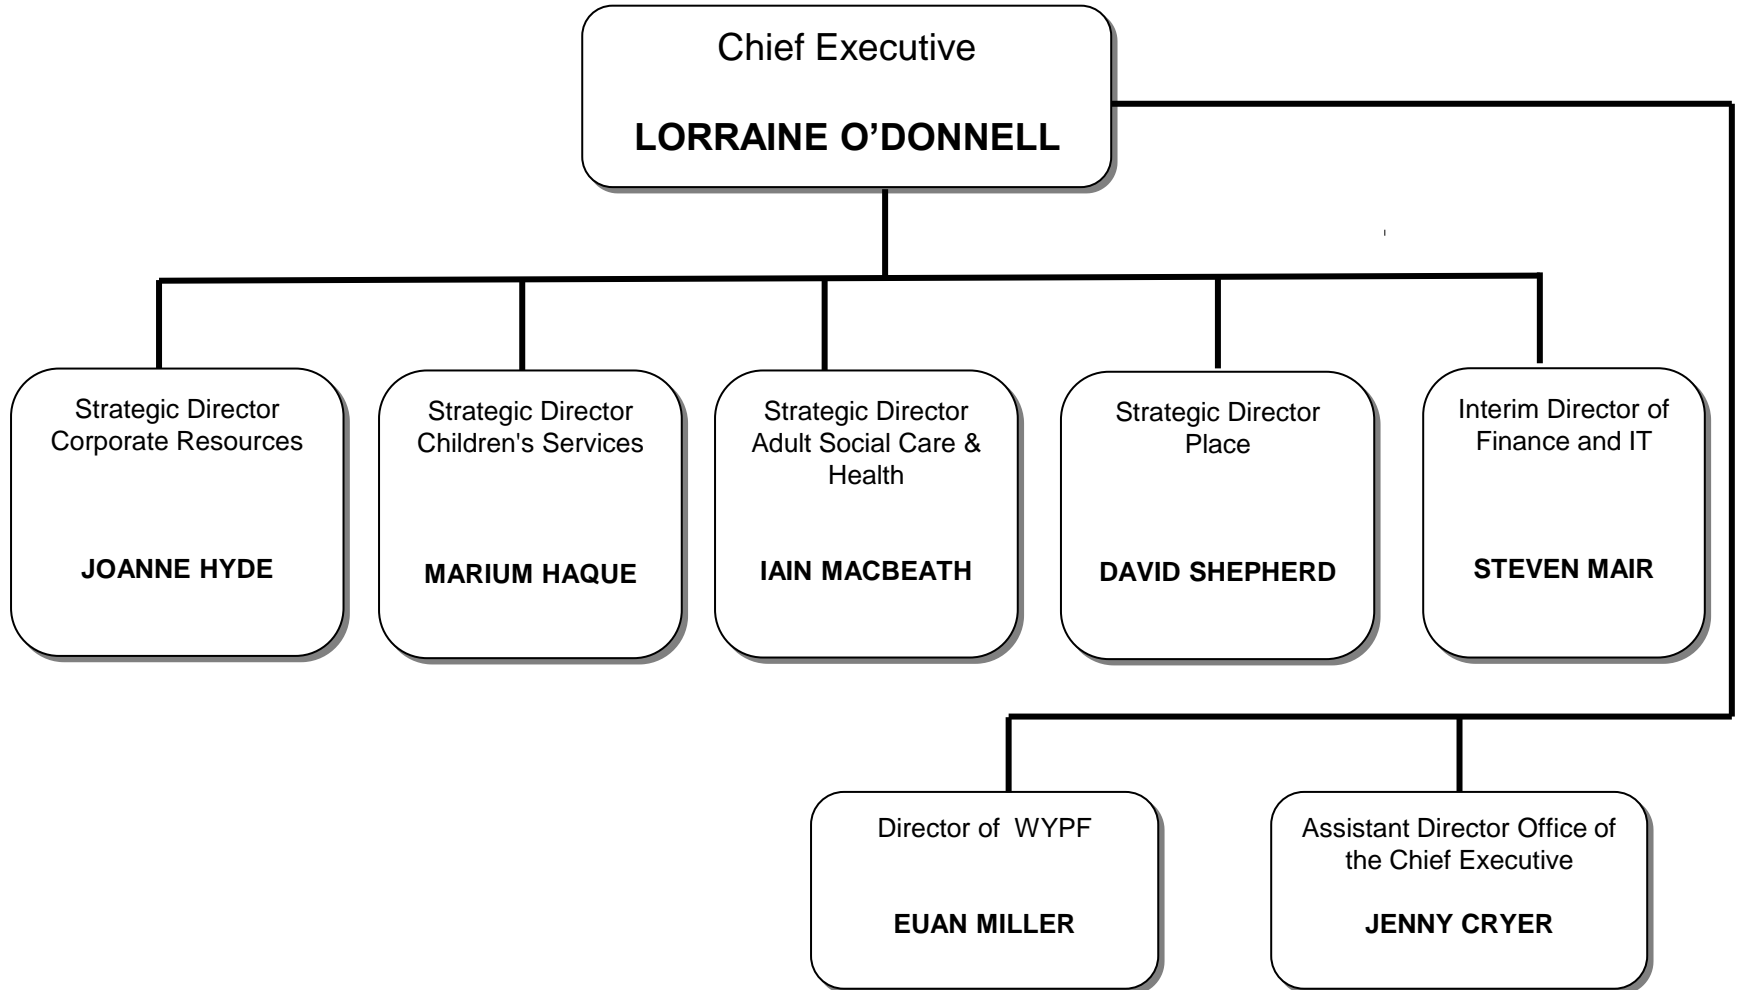 Chief Executive
LORRAINE O’DONNELL
Strategic Director
Corporate Resources
JOANNE HYDE
Strategic Director
Children's Services
MARIUM HAQUE
Strategic Director
Adult Social Care &
Health
IAIN MACBEATH
Strategic Director
Place
DAVID SHEPHERD
Interim Director of
Finance and IT
STEVEN MAIR
Director of WYPF
EUAN MILLER
Assistant Director Office of
the Chief Executive
JENNY CRYER